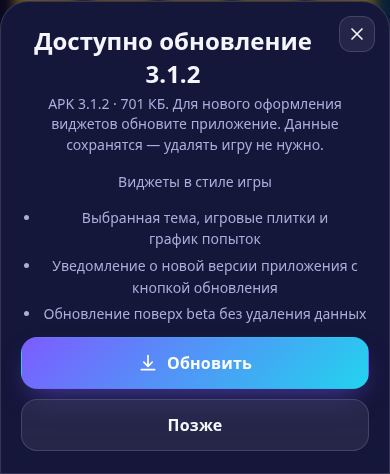 Доступно обновление
3.1.2
APK 3.1.2 · 701 КБ. Для нового оформления
виджетов обновите приложение. Данные
сохранятся — удалять игру не нужно.
Виджеты в стиле игры
• Выбранная тема, игровые плитки и
график попыток
• Уведомление о новой версии приложения с
кнопкой обновления
• Обновление поверх beta без удаления данных
Обновить
Позже